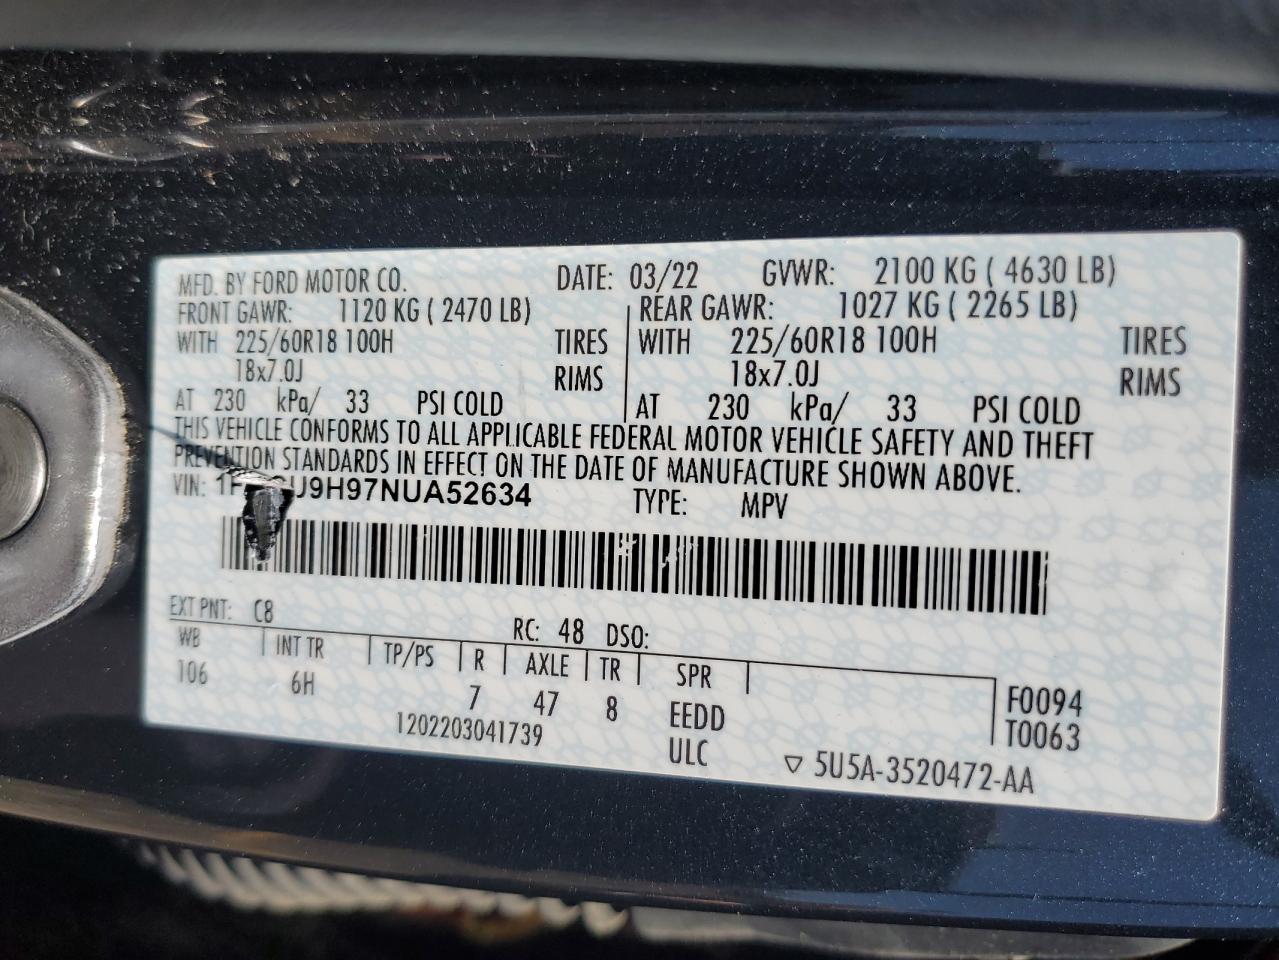 MFD. BY FORD MOTOR CO. DATE: 03/22 GVWR: 2100 KG ( 4630 LB)
FRONT GAWR: 1120 KG ( 2470 LB) REAR GAWR: 1027 KG ( 2265 LB)
WITH 225/60R18 100H TIRES WITH 225/60R18 100H TIRES
18x7.0J RIMS 18x7.0J RIMS
AT 230 kPa/ 33 PSI COLD AT 230 kPa/ 33 PSI COLD
THIS VEHICLE CONFORMS TO ALL APPLICABLE FEDERAL MOTOR VEHICLE SAFETY AND THEFT
PREVENTION STANDARDS IN EFFECT ON THE DATE OF MANUFACTURE SHOWN ABOVE.
VIN: TYPE: MPV
EXT PNT: C8 RC: 48 DSO:
WB INT TR TP/PS R AXLE TR SPR
106 6H 7 47 8 EEDD F0094
1202203041739 ULC T0063
▽ 5U5A-3520472-AA